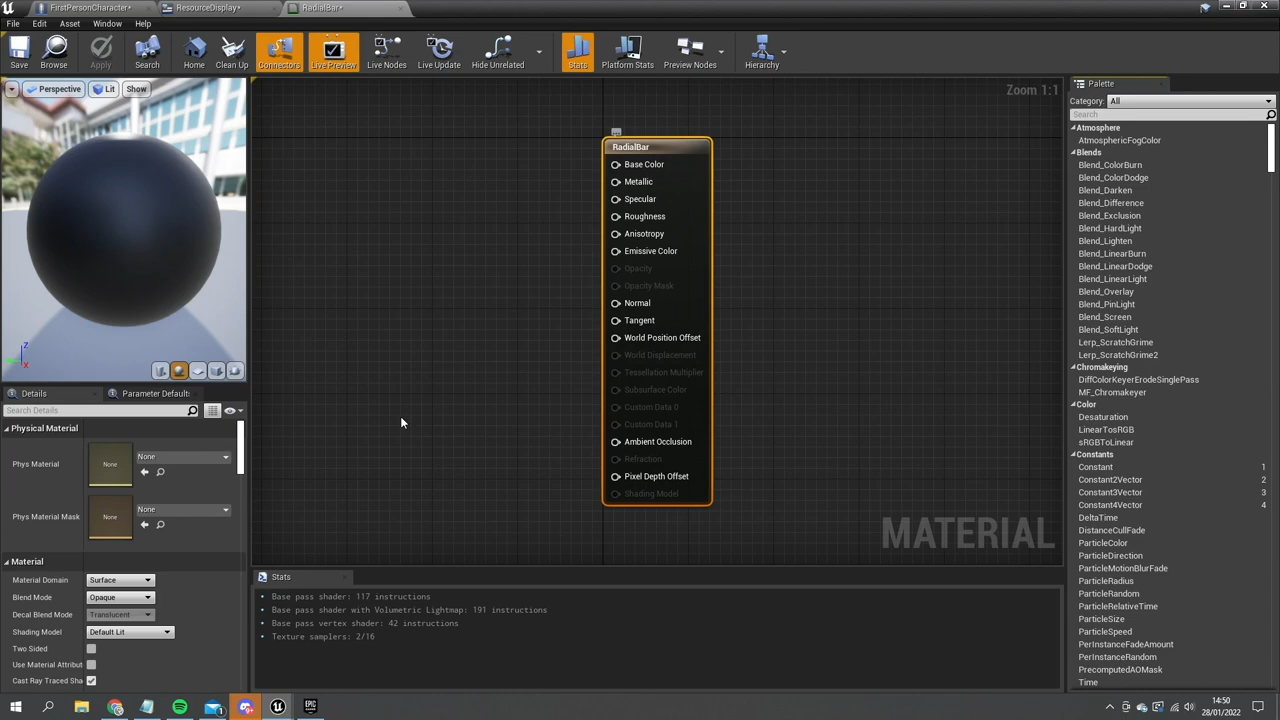 FirstPersonCharacter*
ResourceDisplay*
RadialBar*
File
Edit
Asset
Window
Help
Save
Browse
Apply
Search
Home
Clean Up
Connectors
Live Preview
Live Nodes
Live Update
Hide Unrelated
Stats
Platform Stats
Preview Nodes
Hierarchy
Perspective
Lit
Show
Zoom 1:1
RadialBar
Base Color
Metallic
Specular
Roughness
Anisotropy
Emissive Color
Opacity
Opacity Mask
Normal
Tangent
World Position Offset
World Displacement
Tessellation Multiplier
Subsurface Color
Custom Data 0
Custom Data 1
Ambient Occlusion
Refraction
Pixel Depth Offset
Shading Model
MATERIAL
Z
X
Details
Parameter Default:
Search Details
Physical Material
Phys Material
None
None
Phys Material Mask
None
None
Material
Material Domain
Surface
Blend Mode
Opaque
Decal Blend Mode
Translucent
Shading Model
Default Lit
Two Sided
Use Material Attribut
Cast Ray Traced Sha
Stats
Base pass shader: 117 instructions
Base pass shader with Volumetric Lightmap: 191 instructions
Base pass vertex shader: 42 instructions
Texture samplers: 2/16
Palette
Category: All
Search
Atmosphere
AtmosphericFogColor
Blends
Blend_ColorBurn
Blend_ColorDodge
Blend_Darken
Blend_Difference
Blend_Exclusion
Blend_HardLight
Blend_Lighten
Blend_LinearBurn
Blend_LinearDodge
Blend_LinearLight
Blend_Overlay
Blend_PinLight
Blend_Screen
Blend_SoftLight
Lerp_ScratchGrime
Lerp_ScratchGrime2
Chromakeying
DiffColorKeyerErodeSinglePass
MF_Chromakeyer
Color
Desaturation
LinearTosRGB
sRGBToLinear
Constants
Constant 1
Constant2Vector 2
Constant3Vector 3
Constant4Vector 4
DeltaTime
DistanceCullFade
ParticleColor
ParticleDirection
ParticleMotionBlurFade
ParticleRadius
ParticleRandom
ParticleRelativeTime
ParticleSize
ParticleSpeed
PerInstanceFadeAmount
PerInstanceRandom
PrecomputedAOMask
Time
EPIC
14:50
28/01/2022